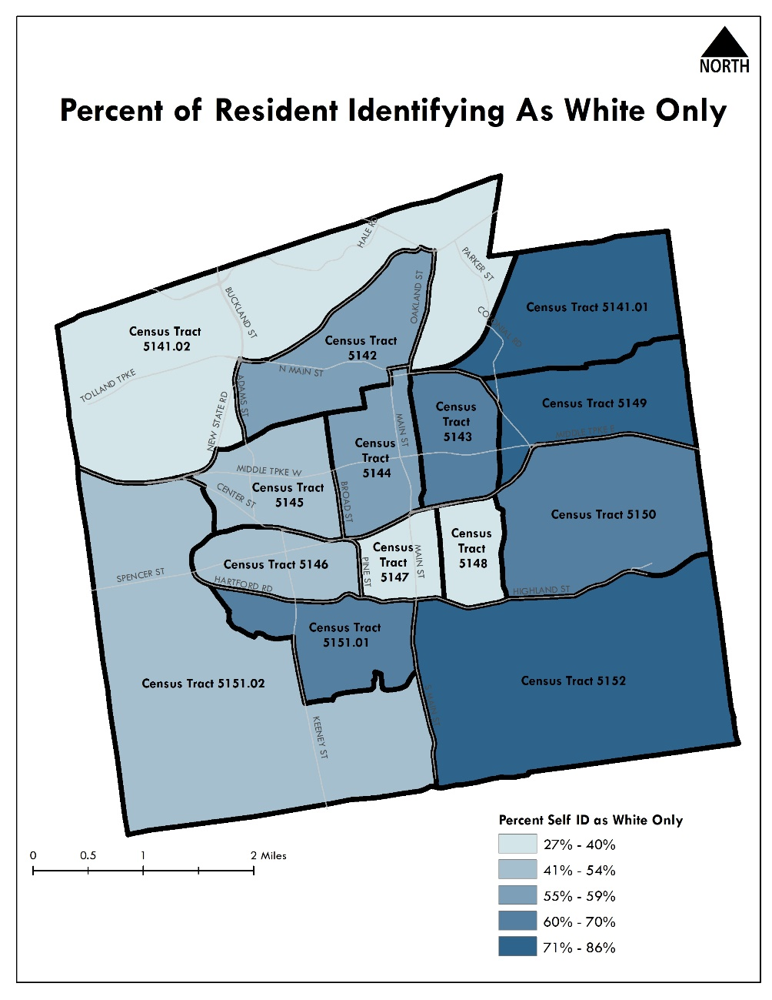 NORTH
Percent of Resident Identifying As White Only
HALE RD
PARKER ST
BUCKLAND ST
OAKLAND ST
Census Tract 5141.01
Census Tract
5141.02
Census Tract
5142
N MAIN ST
TOLLAND TPKE
ADAMS ST
NEW STATE RD
Census Tract 5149
Census
Tract
5143
MAIN ST
MIDDLE TPKE E
Census
Tract
5144
MIDDLE TPKE W
CENTER ST
Census Tract
5145
BROAD ST
Census Tract 5150
Census
Tract
5148
Census
Tract
5147
MAIN ST
PINE ST
Census Tract 5146
SPENCER ST
HARTFORD RD
HIGHLAND ST
Census Tract
5151.01
Census Tract 5151.02
Census Tract 5152
S MAIN ST
KEENEY ST
Percent Self ID as White Only
27% - 40%
41% - 54%
55% - 59%
60% - 70%
71% - 86%
0 0.5 1 2 Miles